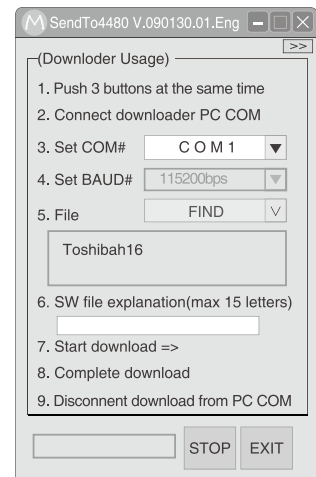 M SendTo4480 V.090130.01.Eng
>>
(Downloder Usage)
1. Push 3 buttons at the same time
2. Connect downloader PC COM
3. Set COM# COM1
4. Set BAUD# 115200bps
5. File FIND
Toshibah16
6. SW file explanation(max 15 letters)
7. Start download =>
8. Complete download
9. Disconnent download from PC COM
STOP EXIT